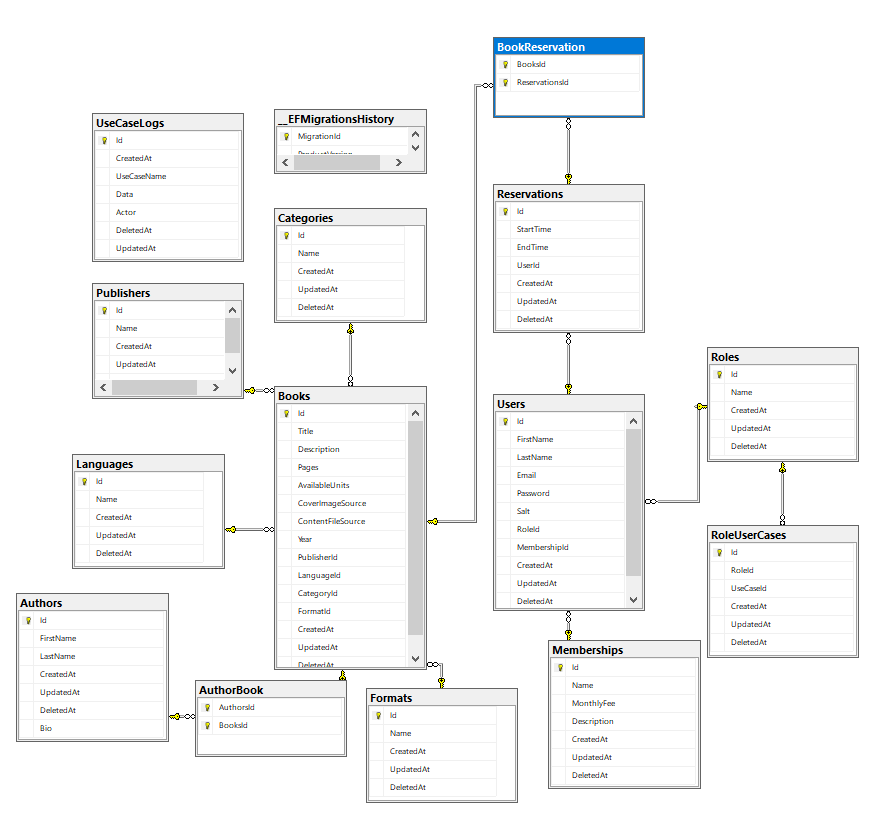 BookReservation
BooksId
ReservationsId
UseCaseLogs
Id
CreatedAt
UseCaseName
Data
Actor
DeletedAt
UpdatedAt
__EFMigrationsHistory
MigrationId
ProductVersion
Categories
Id
Name
CreatedAt
UpdatedAt
DeletedAt
Reservations
Id
StartTime
EndTime
UserId
CreatedAt
UpdatedAt
DeletedAt
Publishers
Id
Name
CreatedAt
UpdatedAt
Roles
Id
Name
CreatedAt
UpdatedAt
DeletedAt
Books
Id
Title
Description
Pages
AvailableUnits
CoverImageSource
ContentFileSource
Year
PublisherId
LanguageId
CategoryId
FormatId
CreatedAt
UpdatedAt
DeletedAt
Users
Id
FirstName
LastName
Email
Password
Salt
RoleId
MembershipId
CreatedAt
UpdatedAt
DeletedAt
Languages
Id
Name
CreatedAt
UpdatedAt
DeletedAt
RoleUserCases
Id
RoleId
UseCaseId
CreatedAt
UpdatedAt
DeletedAt
Authors
Id
FirstName
LastName
CreatedAt
UpdatedAt
DeletedAt
Bio
AuthorBook
AuthorsId
BooksId
Formats
Id
Name
CreatedAt
UpdatedAt
DeletedAt
Memberships
Id
Name
MonthlyFee
Description
CreatedAt
UpdatedAt
DeletedAt